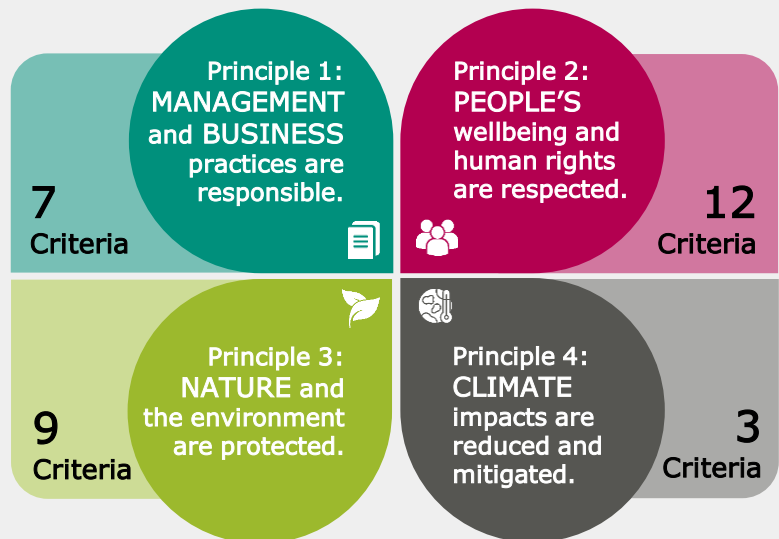 Principle 1:
MANAGEMENT
and BUSINESS
practices are
responsible.
7
Criteria
Principle 2:
PEOPLE’S
wellbeing and
human rights
are respected.
12
Criteria
Principle 3:
NATURE and
the environment
are protected.
9
Criteria
Principle 4:
CLIMATE
impacts are
reduced and
mitigated.
3
Criteria